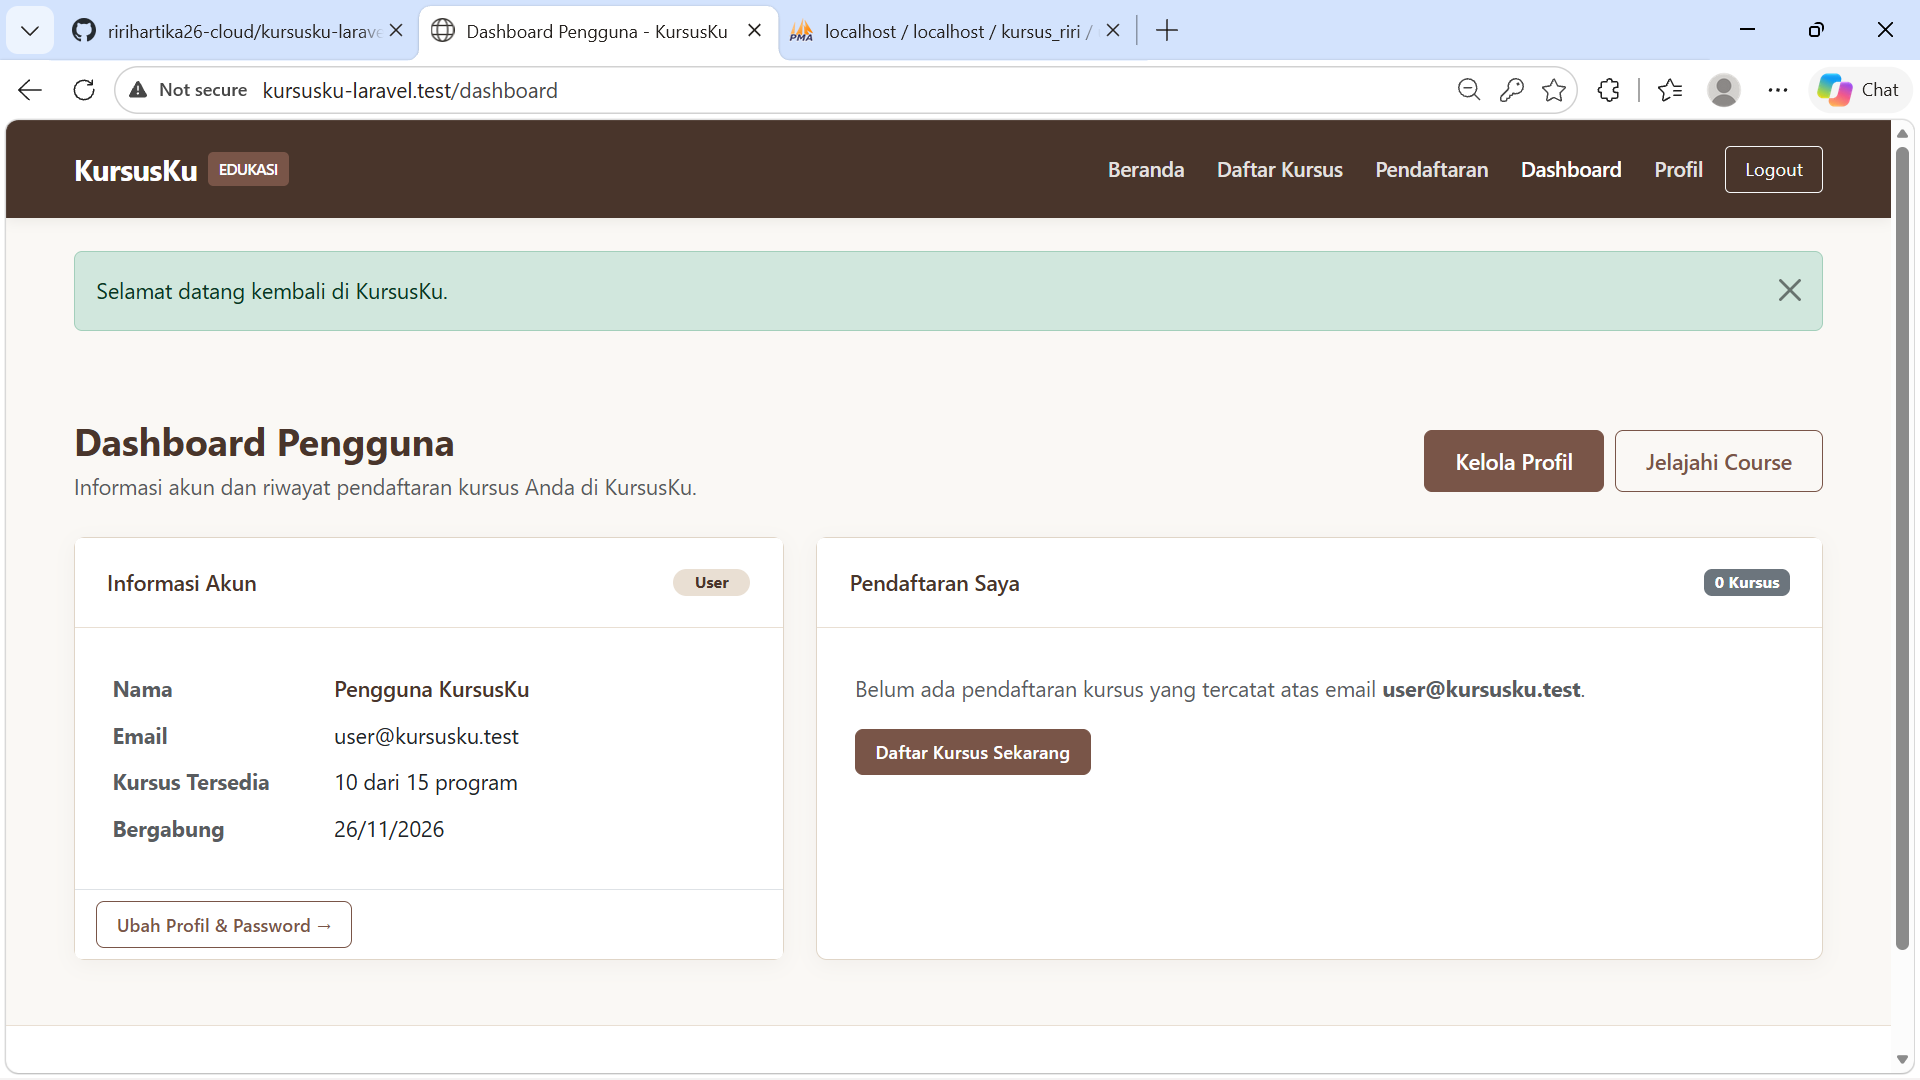 ririhartika26-cloud/kursusku-larave
Dashboard Pengguna - KursusKu
PMA localhost / localhost / kursus_riri /
Not secure kursusku-laravel.test/dashboard
Chat
KursusKu EDUKASI Beranda Daftar Kursus Pendaftaran Dashboard Profil Logout
Selamat datang kembali di KursusKu.
Dashboard Pengguna
Informasi akun dan riwayat pendaftaran kursus Anda di KursusKu.
Kelola Profil Jelajahi Course
Informasi Akun User
Nama Pengguna KursusKu
Email user@kursusku.test
Kursus Tersedia 10 dari 15 program
Bergabung 26/11/2026
Ubah Profil & Password →
Pendaftaran Saya 0 Kursus
Belum ada pendaftaran kursus yang tercatat atas email user@kursusku.test.
Daftar Kursus Sekarang